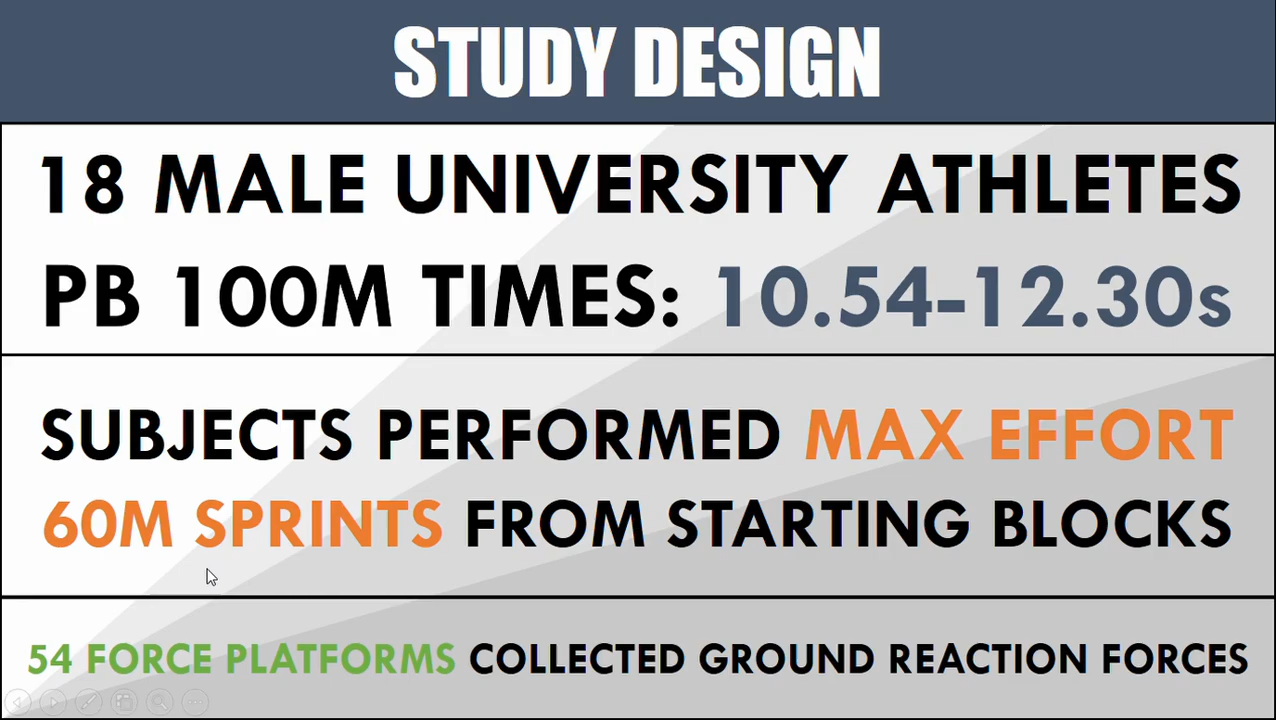 STUDY DESIGN
18 MALE UNIVERSITY ATHLETES
PB 100M TIMES: 10.54-12.30s
SUBJECTS PERFORMED MAX EFFORT
60M SPRINTS FROM STARTING BLOCKS
54 FORCE PLATFORMS COLLECTED GROUND REACTION FORCES